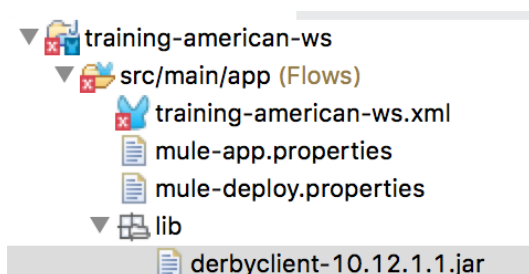 training-american-ws
src/main/app (Flows)
training-american-ws.xml
mule-app.properties
mule-deploy.properties
lib
derbyclient-10.12.1.1.jar